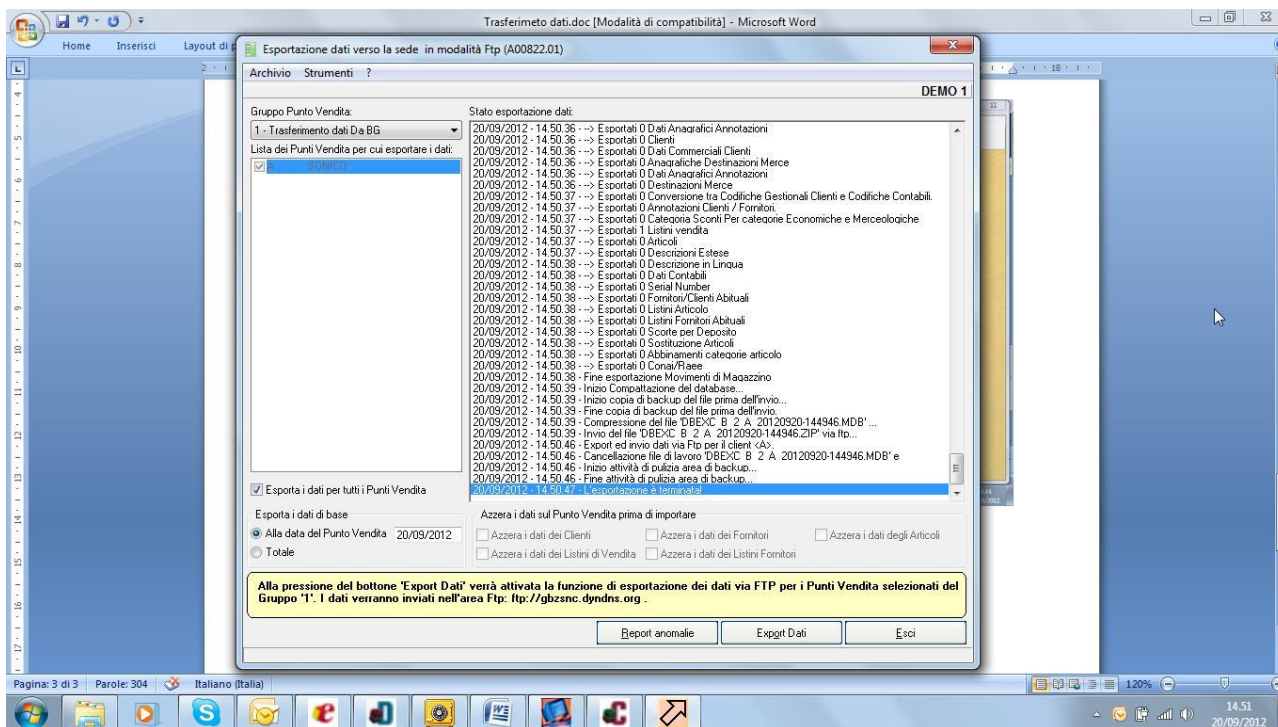 Trasferimeto dati.doc [Modalità di compatibilità] - Microsoft Word
Home Inserisci Layout di
Esportazione dati verso la sede in modalità Ftp (A00822.01)
Archivio Strumenti ?
DEMO 1
Gruppo Punto Vendita:
1 - Trasferimento dati Da BG
Lista dei Punti Vendita per cui esportare i dati:
A SONICO
Esporta i dati per tutti i Punti Vendita
Stato esportazione dati:
20/09/2012 - 14.50.36 - --> Esportati 0 Dati Anagrafici Annotazioni
20/09/2012 - 14.50.36 - --> Esportati 0 Clienti
20/09/2012 - 14.50.36 - --> Esportati 0 Dati Commerciali Clienti
20/09/2012 - 14.50.36 - --> Esportati 0 Anagrafiche Destinazioni Merce
20/09/2012 - 14.50.36 - --> Esportati 0 Dati Anagrafici Annotazioni
20/09/2012 - 14.50.36 - --> Esportati 0 Destinazioni Merce
20/09/2012 - 14.50.37 - --> Esportati 0 Conversione tra Codifiche Gestionali Clienti e Codifiche Contabili.
20/09/2012 - 14.50.37 - --> Esportati 0 Annotazioni Clienti / Fornitori.
20/09/2012 - 14.50.37 - --> Esportati 0 Categoria Sconti Per categorie Economiche e Merceologiche
20/09/2012 - 14.50.37 - --> Esportati 1 Listini vendita
20/09/2012 - 14.50.37 - --> Esportati 0 Articoli
20/09/2012 - 14.50.37 - --> Esportati 0 Descrizioni Estese
20/09/2012 - 14.50.38 - --> Esportati 0 Descrizione in Lingua
20/09/2012 - 14.50.38 - --> Esportati 0 Dati Contabili
20/09/2012 - 14.50.38 - --> Esportati 0 Serial Number
20/09/2012 - 14.50.38 - --> Esportati 0 Fornitori/Clienti Abituali
20/09/2012 - 14.50.38 - --> Esportati 0 Listini Articolo
20/09/2012 - 14.50.38 - --> Esportati 0 Listini Fornitori Abituali
20/09/2012 - 14.50.38 - --> Esportati 0 Scorte per Deposito
20/09/2012 - 14.50.38 - --> Esportati 0 Sostituzione Articoli
20/09/2012 - 14.50.38 - --> Esportati 0 Abbinamenti categorie articolo
20/09/2012 - 14.50.38 - --> Esportati 0 Conai/Raee
20/09/2012 - 14.50.38 - Fine esportazione Movimenti di Magazzino
20/09/2012 - 14.50.39 - Inizio Compattazione del database...
20/09/2012 - 14.50.39 - Inizio copia di backup del file prima dell'invio...
20/09/2012 - 14.50.39 - Fine copia di backup del file prima dell'invio.
20/09/2012 - 14.50.39 - Compressione del file 'DBEXC_B_2_A_20120920-144946.MDB' ...
20/09/2012 - 14.50.39 - Invio del file 'DBEXC_B_2_A_20120920-144946.ZIP' via ftp...
20/09/2012 - 14.50.46 - Export ed invio dati via Ftp per il client <A>.
20/09/2012 - 14.50.46 - Cancellazione file di lavoro 'DBEXC_B_2_A_20120920-144946.MDB' e
20/09/2012 - 14.50.46 - Inizio attività di pulizia area di backup...
20/09/2012 - 14.50.46 - Fine attività di pulizia area di backup...
20/09/2012 - 14.50.47 - L'esportazione è terminata!
Esporta i dati di base
Alla data del Punto Vendita 20/09/2012
Totale
Azzera i dati sul Punto Vendita prima di importare
Azzera i dati dei Clienti Azzera i dati dei Fornitori Azzera i dati degli Articoli
Azzera i dati dei Listini di Vendita Azzera i dati dei Listini Fornitori
Alla pressione del bottone 'Export Dati' verrà attivata la funzione di esportazione dei dati via FTP per i Punti Vendita selezionati del
Gruppo '1'. I dati verranno inviati nell'area Ftp: ftp://gbzsnc.dyndns.org .
Report anomalie Export Dati Esci
Pagina: 3 di 3 Parole: 304 Italiano (Italia) 120%
14.51
20/09/2012